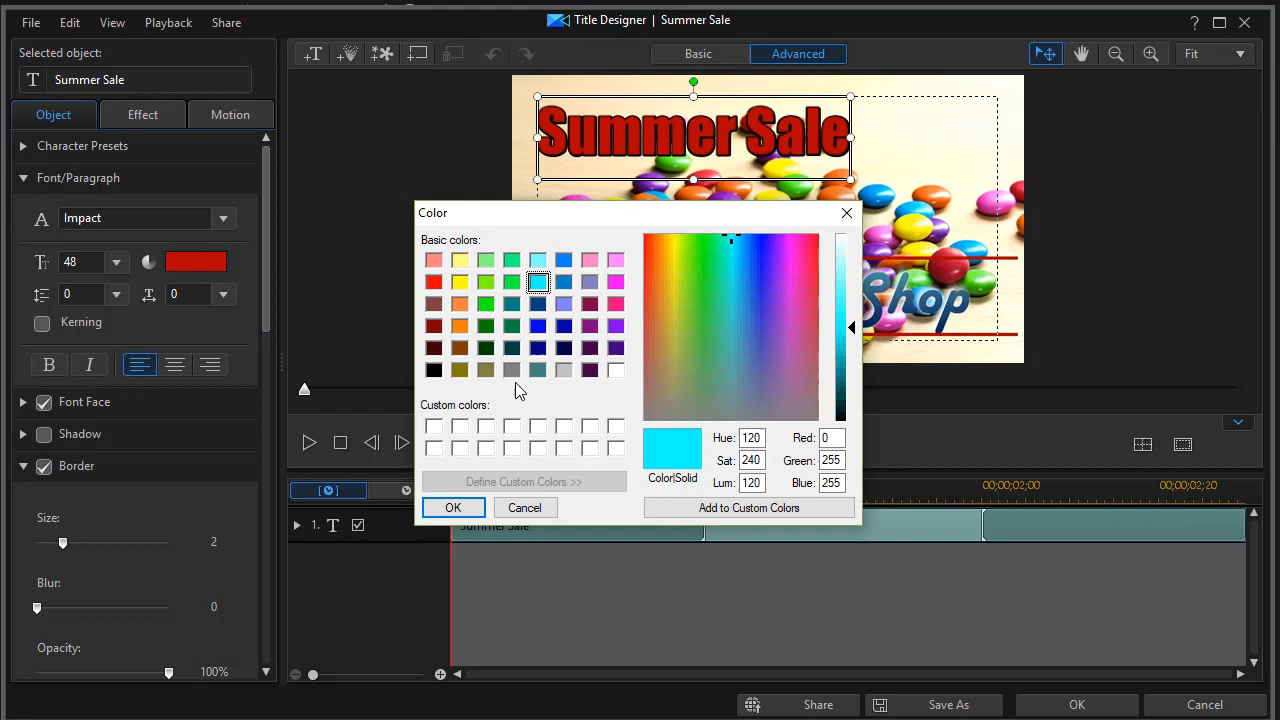 File Edit View Playback Share
Title Designer | Summer Sale
?
Selected object:
T Summer Sale
Basic Advanced
Fit
Object Effect Motion
Character Presets
Font/Paragraph
Impact
48
0 0
Kerning
B I
Font Face
Shadow
Border
Size:
2
Blur:
0
Opacity:
100%
Summer Sale
Shop
Color
Basic colors:
Custom colors:
Define Custom Colors >>
OK Cancel
Color|Solid
Hue: 120 Red: 0
Sat: 240 Green: 255
Lum: 120 Blue: 255
Add to Custom Colors
00;00;02;00 00;00;02;20
1. T
Summer Sale
Share Save As OK Cancel